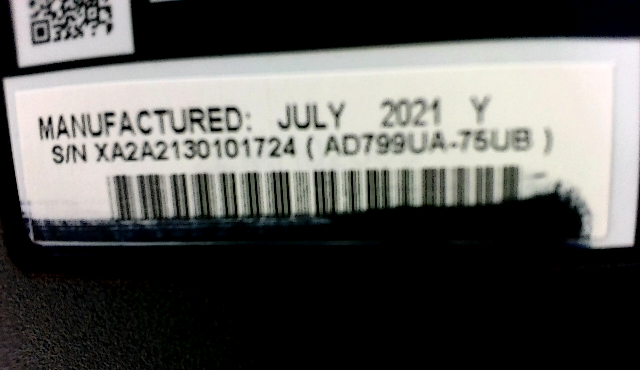 MANUFACTURED: JULY 2021 Y
S/N XA2A2130101724 ( AD799UA-75UB )